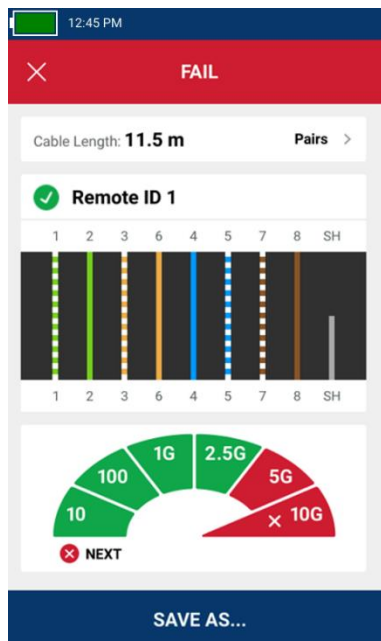 12:45 PM
FAIL
Cable Length: 11.5 m Pairs >
Remote ID 1
1 2 3 6 4 5 7 8 SH
1 2 3 6 4 5 7 8 SH
10 100 1G 2.5G 5G 10G
NEXT
SAVE AS...